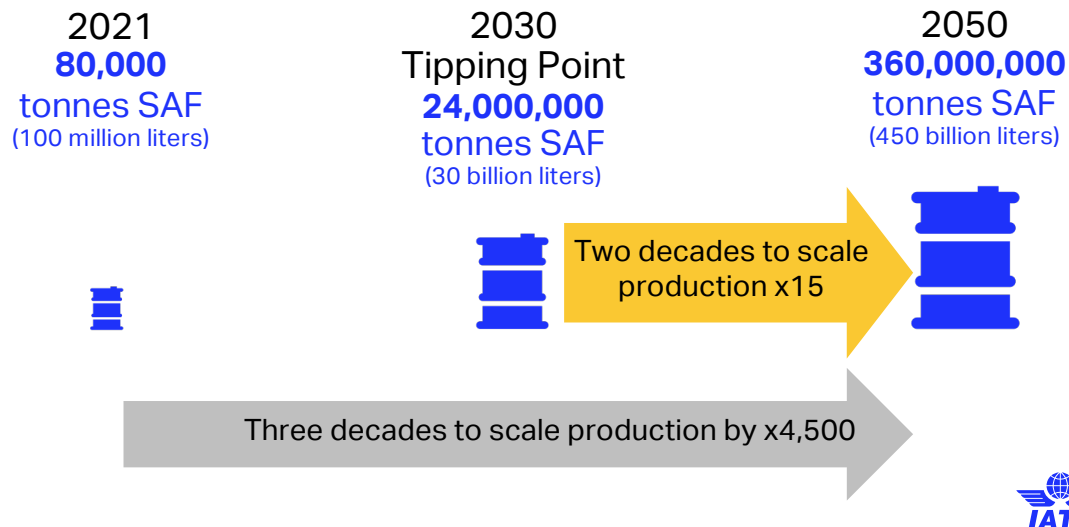 2021
80,000
tonnes SAF
(100 million liters)
2030
Tipping Point
24,000,000
tonnes SAF
(30 billion liters)
2050
360,000,000
tonnes SAF
(450 billion liters)
Two decades to scale
production x15
Three decades to scale production by x4,500
IAT